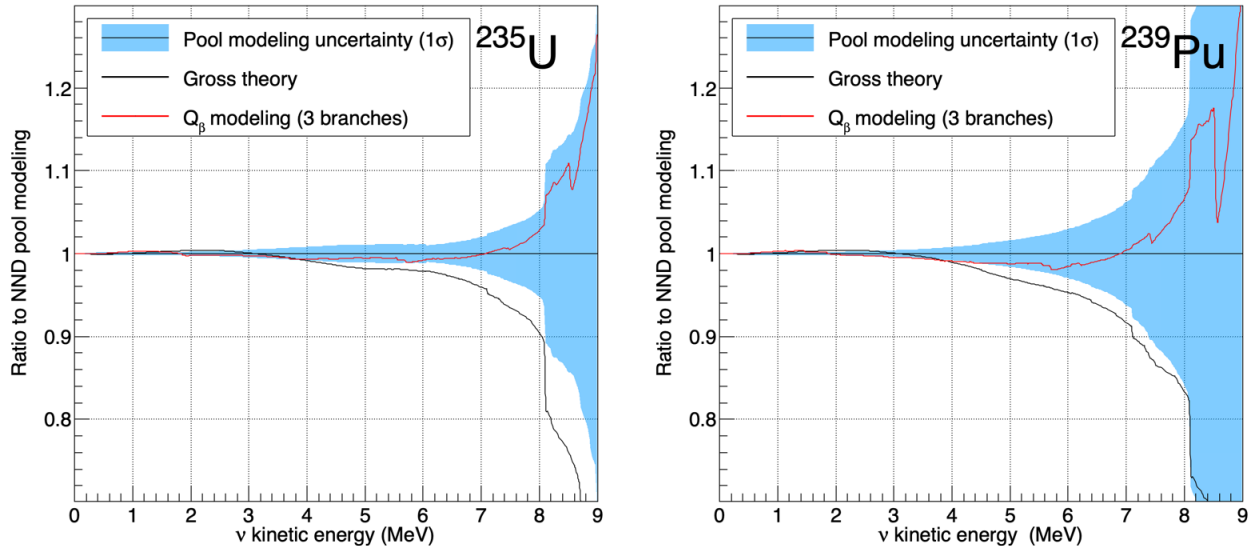 Pool modeling uncertainty (1σ)
Gross theory
Qβ modeling (3 branches)
235U
1.2
1.1
1
0.9
0.8
Ratio to NND pool modeling
0 1 2 3 4 5 6 7 8 9
ν kinetic energy (MeV)
Pool modeling uncertainty (1σ)
Gross theory
Qβ modeling (3 branches)
239Pu
1.2
1.1
1
0.9
0.8
Ratio to NND pool modeling
0 1 2 3 4 5 6 7 8 9
ν kinetic energy (MeV)